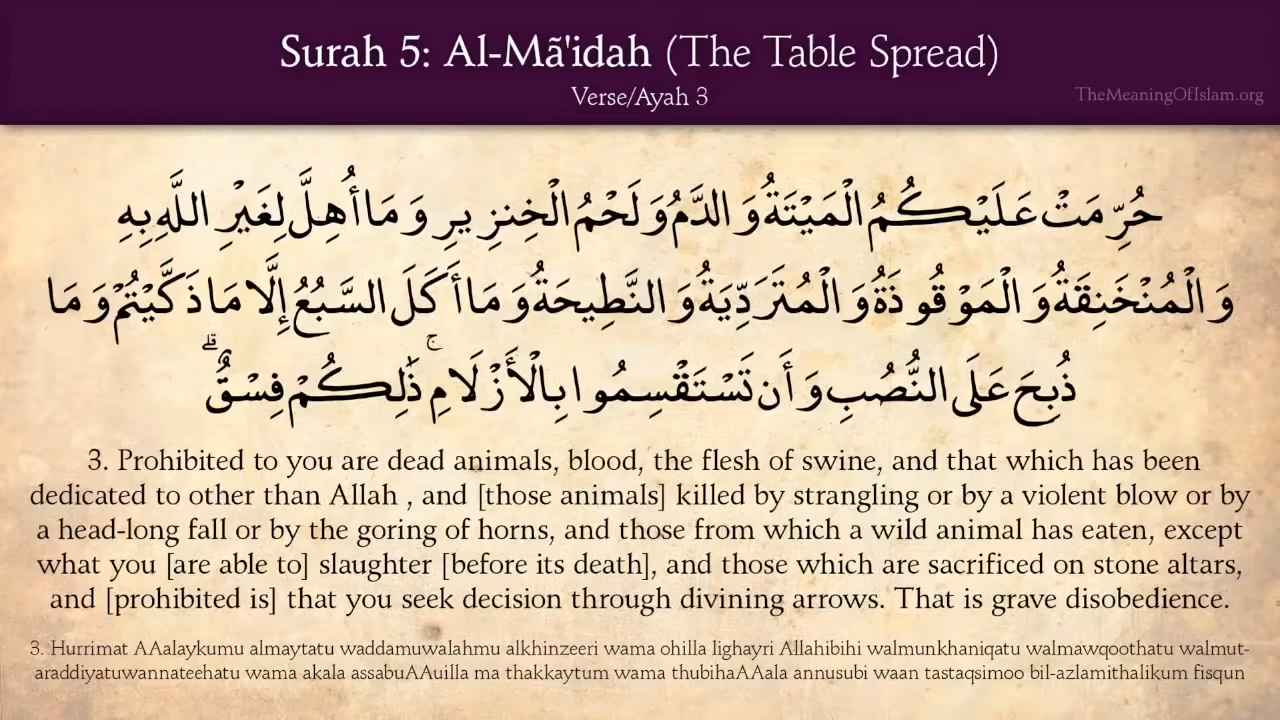 Surah 5: Al-Mã'idah (The Table Spread)
Verse/Ayah 3
TheMeaningOfIslam.org
حُرِّمَتْ عَلَيْكُمُ الْمَيْتَةُ وَالدَّمُ وَلَحْمُ الْخِنزِيرِ وَمَا أُهِلَّ لِغَيْرِ اللَّهِ بِهِ
وَالْمُنْخَنِقَةُ وَالْمَوْقُوذَةُ وَالْمُتَرَدِّيَةُ وَالنَّطِيحَةُ وَمَا أَكَلَ السَّبُعُ إِلَّا مَا ذَكَّيْتُمْ وَمَا
ذُبِحَ عَلَى النُّصُبِ وَأَن تَسْتَقْسِمُوا بِالْأَزْلَامِ ۚ ذَٰلِكُمْ فِسْقٌ ۗ
3. Prohibited to you are dead animals, blood, the flesh of swine, and that which has been
dedicated to other than Allah , and [those animals] killed by strangling or by a violent blow or by
a head-long fall or by the goring of horns, and those from which a wild animal has eaten, except
what you [are able to] slaughter [before its death], and those which are sacrificed on stone altars,
and [prohibited is] that you seek decision through divining arrows. That is grave disobedience.
3. Hurrimat AAalaykumu almaytatu waddamuwalahmu alkhinzeeri wama ohilla lighayri Allahibihi walmunkhaniqatu walmawqoothatu walmut-
araddiyatuwannateehatu wama akala assabuAAuilla ma thakkaytum wama thubihaAAala annusubi waan tastaqsimoo bil-azlamithalikum fisqun